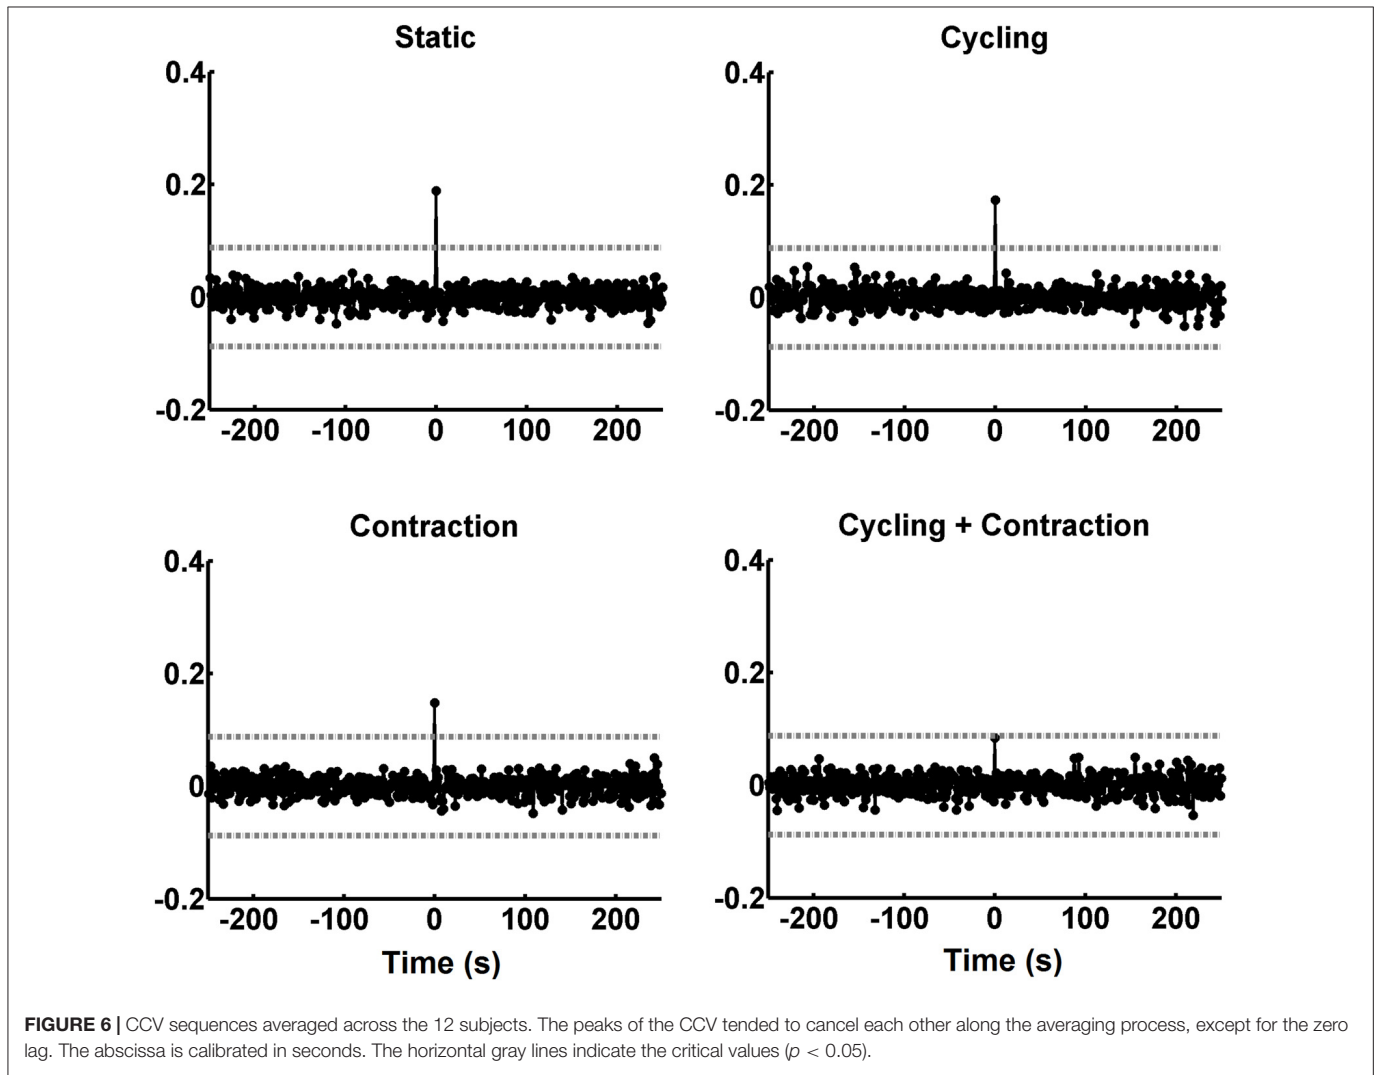 Static
0.4
0.2
0
-0.2
-200 -100 0 100 200
Cycling
0.4
0.2
0
-0.2
-200 -100 0 100 200
Contraction
0.4
0.2
0
-0.2
-200 -100 0 100 200
Time (s)
Cycling + Contraction
0.4
0.2
0
-0.2
-200 -100 0 100 200
Time (s)
FIGURE 6 | CCV sequences averaged across the 12 subjects. The peaks of the CCV tended to cancel each other along the averaging process, except for the zero
lag. The abscissa is calibrated in seconds. The horizontal gray lines indicate the critical values (p < 0.05).